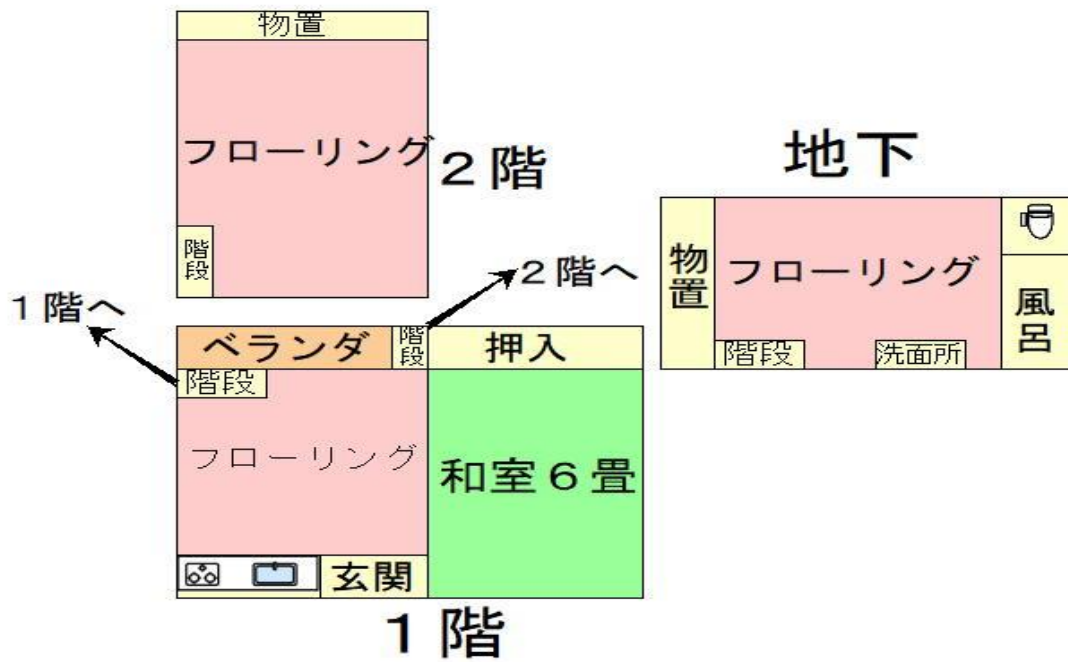 物置
フローリング
2階
階段
地下
物置
フローリング
風呂
階段
洗面所
1階へ
2階へ
ベランダ
階段
押入
階段
フローリング
和室6畳
玄関
1階